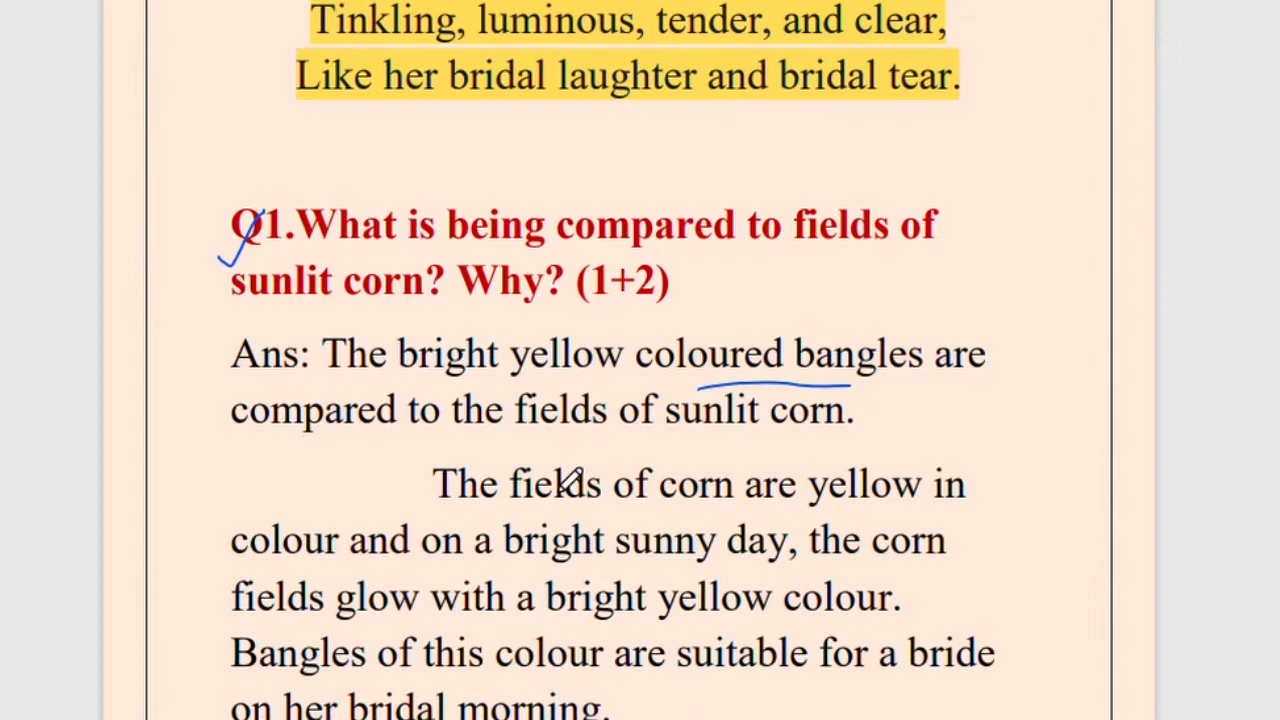 Tinkling, luminous, tender, and clear,
Like her bridal laughter and bridal tear.
Q1.What is being compared to fields of
sunlit corn? Why? (1+2)
Ans: The bright yellow coloured bangles are
compared to the fields of sunlit corn.
The fields of corn are yellow in
colour and on a bright sunny day, the corn
fields glow with a bright yellow colour.
Bangles of this colour are suitable for a bride
on her bridal morning.